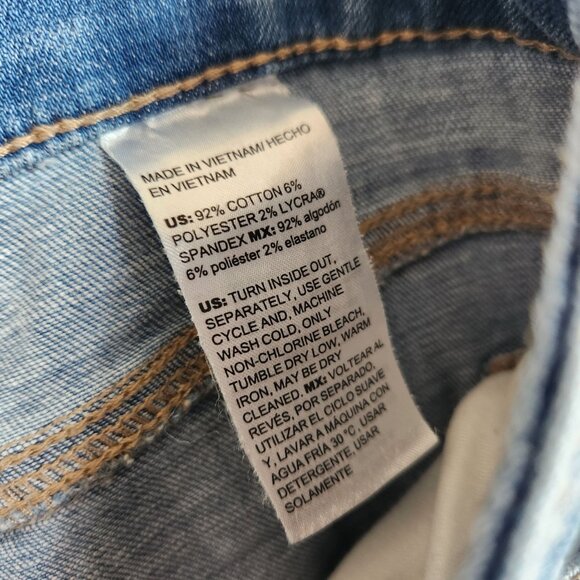 MADE IN VIETNAM/ HECHO
EN VIETNAM
US: 92% COTTON 6%
POLYESTER 2% LYCRA®
SPANDEX MX: 92% algodón
6% poliéster 2% elastano
US: TURN INSIDE OUT,
SEPARATELY, USE GENTLE
CYCLE AND, MACHINE
WASH COLD, ONLY
NON-CHLORINE BLEACH,
TUMBLE DRY LOW, WARM
IRON, MAY BE DRY
CLEANED. MX: VOLTEAR AL
REVÉS, POR SEPARADO,
UTILIZAR EL CICLO SUAVE
Y, LAVAR A MÁQUINA CON
AGUA FRÍA 30°C, USAR
DETERGENTE, USAR
SOLAMENTE